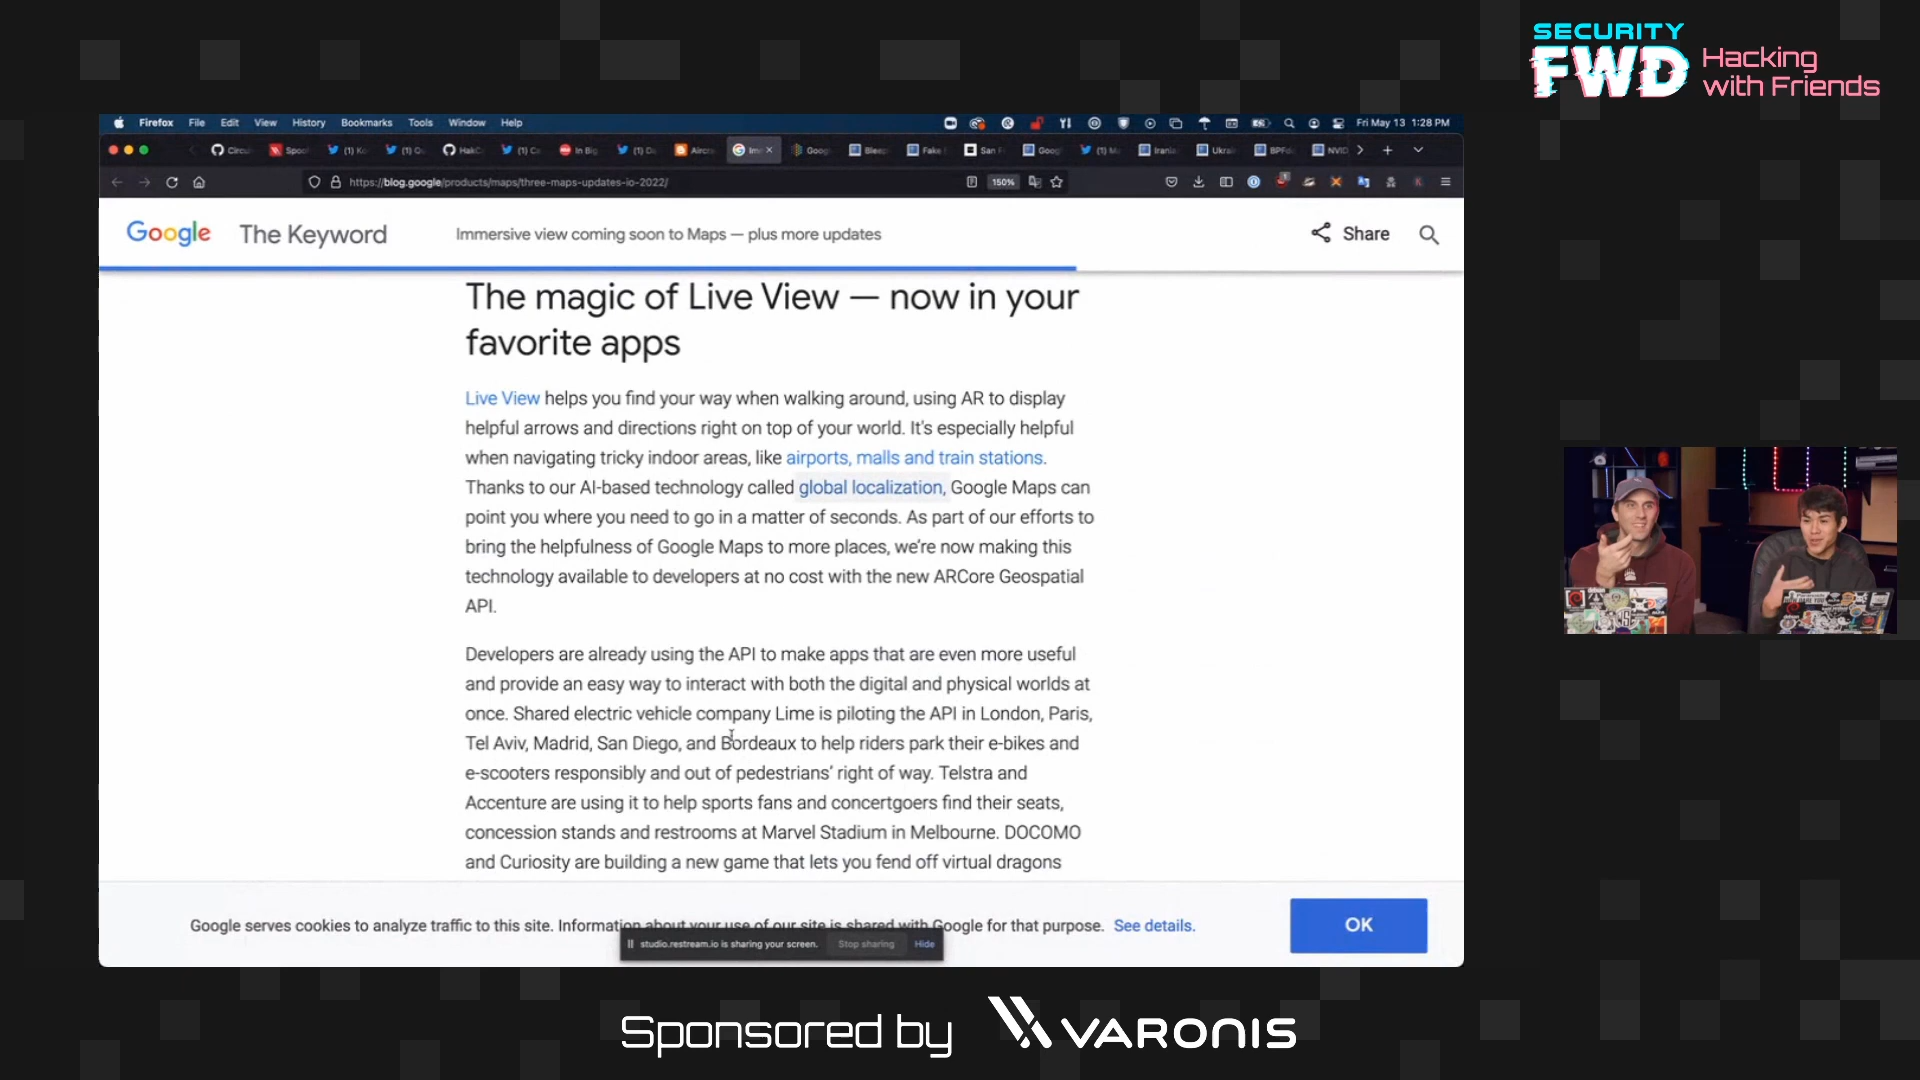 SECURITY
FWD
Hacking
with Friends
Firefox File Edit View History Bookmarks Tools Window Help
Fri May 13 1:28 PM
https://blog.google/products/maps/three-maps-updates-io-2022/
150%
Google The Keyword
Immersive view coming soon to Maps — plus more updates
Share
The magic of Live View — now in your
favorite apps
Live View helps you find your way when walking around, using AR to display
helpful arrows and directions right on top of your world. It's especially helpful
when navigating tricky indoor areas, like airports, malls and train stations.
Thanks to our AI-based technology called global localization, Google Maps can
point you where you need to go in a matter of seconds. As part of our efforts to
bring the helpfulness of Google Maps to more places, we're now making this
technology available to developers at no cost with the new ARCore Geospatial
API.
Developers are already using the API to make apps that are even more useful
and provide an easy way to interact with both the digital and physical worlds at
once. Shared electric vehicle company Lime is piloting the API in London, Paris,
Tel Aviv, Madrid, San Diego, and Bordeaux to help riders park their e-bikes and
e-scooters responsibly and out of pedestrians' right of way. Telstra and
Accenture are using it to help sports fans and concertgoers find their seats,
concession stands and restrooms at Marvel Stadium in Melbourne. DOCOMO
and Curiosity are building a new game that lets you fend off virtual dragons
Google serves cookies to analyze traffic to this site. Information about your use of our site is shared with Google for that purpose. See details.
OK
studio.restream.io is sharing your screen. Stop sharing Hide
Sponsored by VARONIS